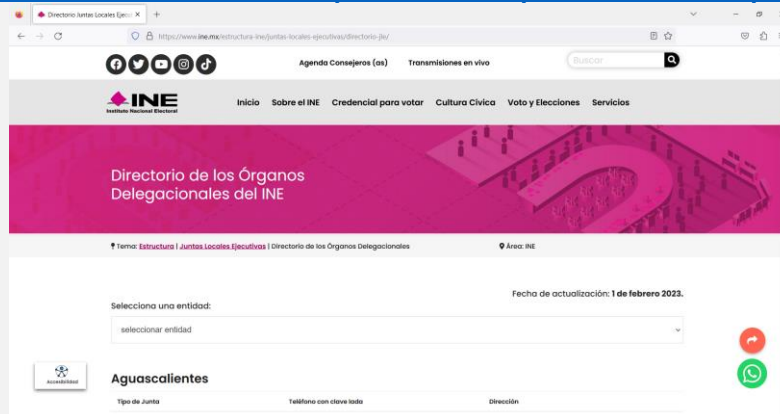 Directorio Juntas Locales Ejecu
https://www.ine.mx/estructura-ine/juntas-locales-ejecutivas/directorio-jle/
Agenda Consejeros (as) Transmisiones en vivo Buscar
INE
Instituto Nacional Electoral
Inicio Sobre el INE Credencial para votar Cultura Cívica Voto y Elecciones Servicios
Directorio de los Órganos
Delegacionales del INE
Tema: Estructura | Juntas Locales Ejecutivas | Directorio de los Órganos Delegacionales Área: INE
Fecha de actualización: 1 de febrero 2023.
Selecciona una entidad:
seleccionar entidad
accesibilidad
Aguascalientes
Tipo de Junta Teléfono con clave lada Dirección